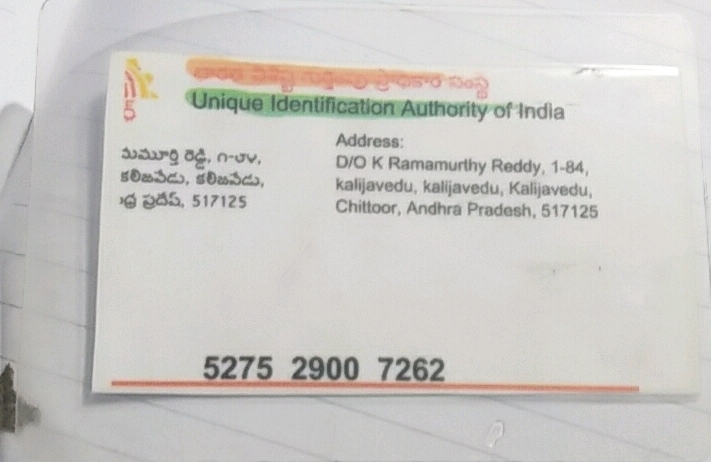 భారత విశిష్ట గుర్తింపు ప్రాధికార సంస్థ
Unique Identification Authority of India
Address:
D/O K Ramamurthy Reddy, 1-84,
kalijavedu, kalijavedu, Kalijavedu,
Chittoor, Andhra Pradesh, 517125
మమూర్తి రెడ్డి, ౧-౮౪,
కలిజవేడు, కలిజవేడు,
ప్రదేష్, 517125
5275 2900 7262